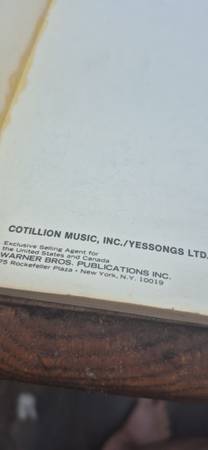 COTILLION MUSIC, INC./YESSONGS LTD.
Exclusive Selling Agent for
the United States and Canada
WARNER BROS. PUBLICATIONS INC.
75 Rockefeller Plaza • New York, N.Y. 10019